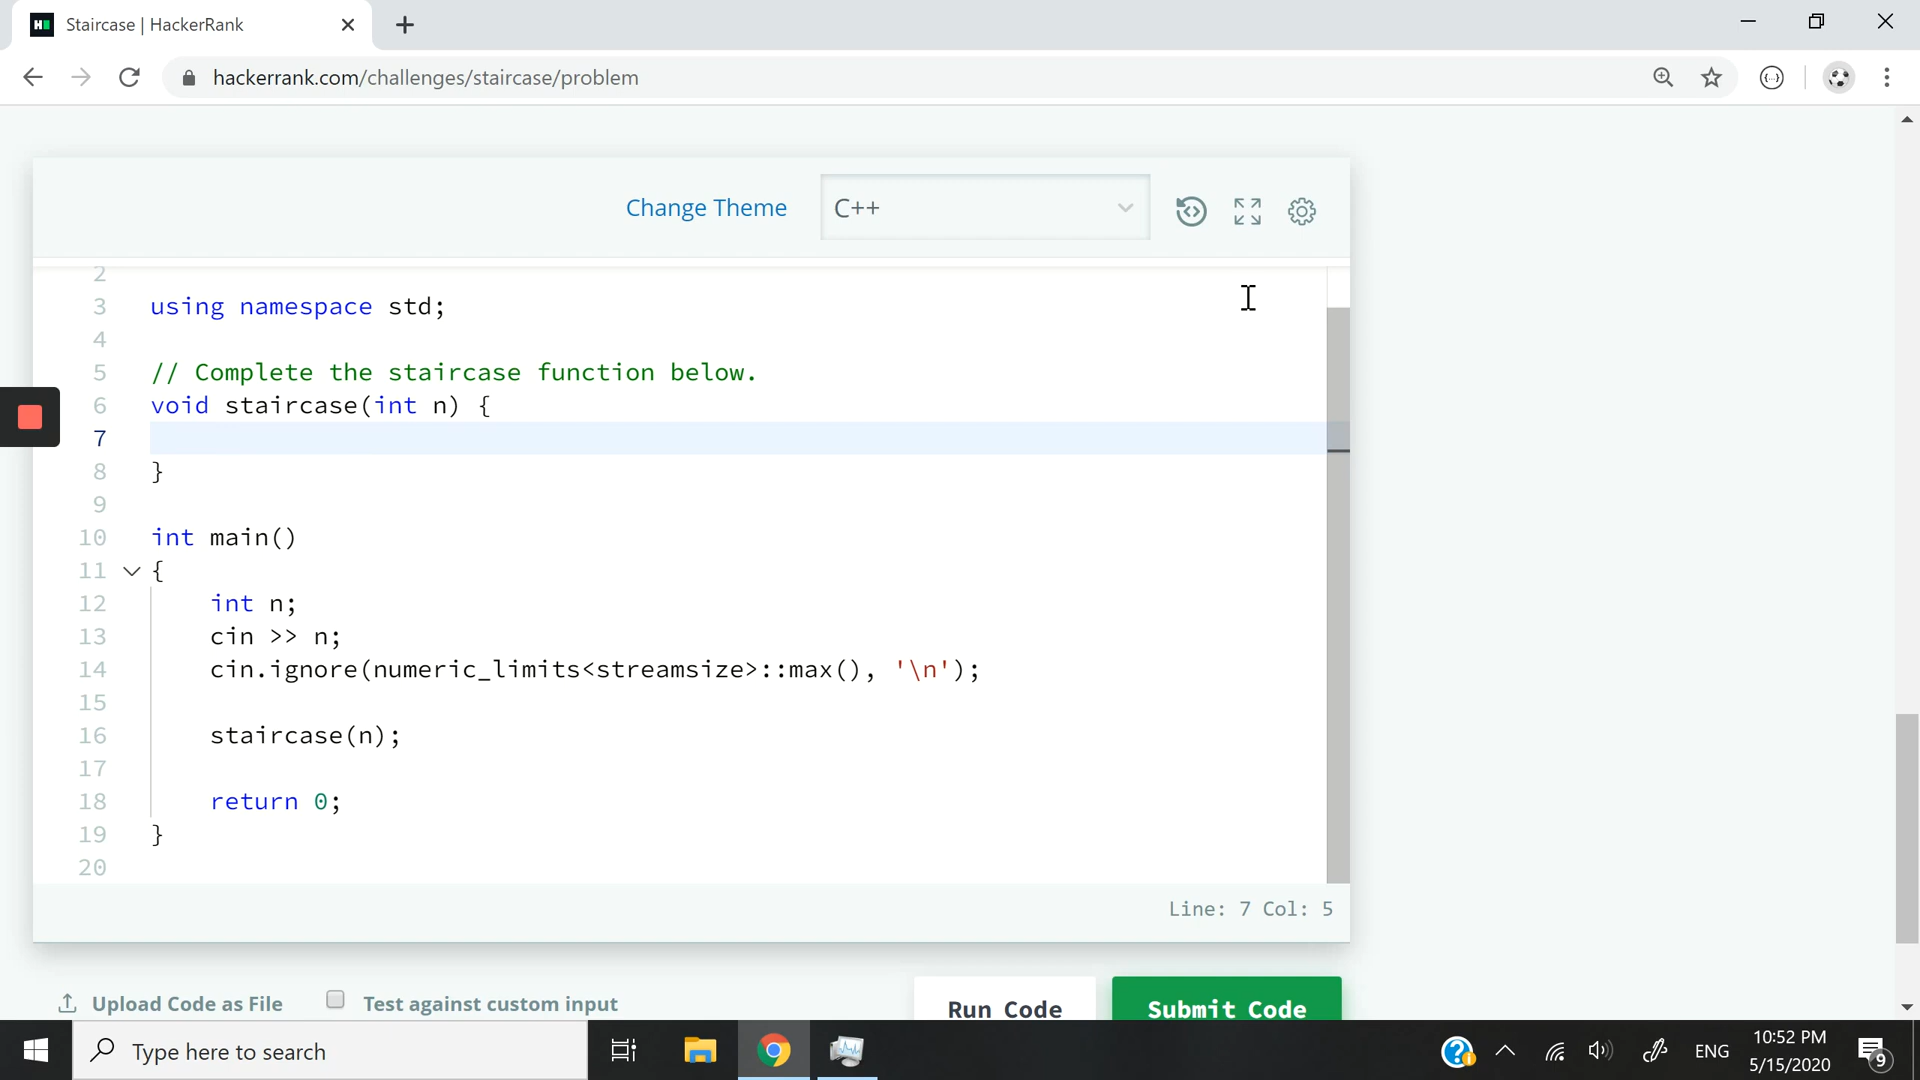 Staircase | HackerRank
hackerrank.com/challenges/staircase/problem
Change Theme
C++
2
3 using namespace std;
4
5 // Complete the staircase function below.
6 void staircase(int n) {
7
8 }
9
10 int main()
11 {
12 int n;
13 cin >> n;
14 cin.ignore(numeric_limits<streamsize>::max(), '\n');
15
16 staircase(n);
17
18 return 0;
19 }
20
Line: 7 Col: 5
Upload Code as File
Test against custom input
Run Code
Submit Code
Type here to search
ENG
10:52 PM
5/15/2020
9